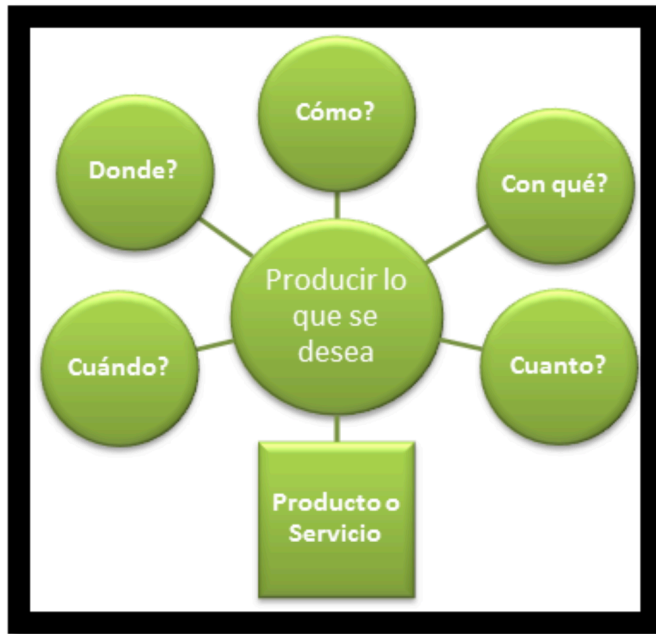 Cómo?
Donde?
Con qué?
Producir lo
que se
desea
Cuándo?
Cuanto?
Producto o
Servicio